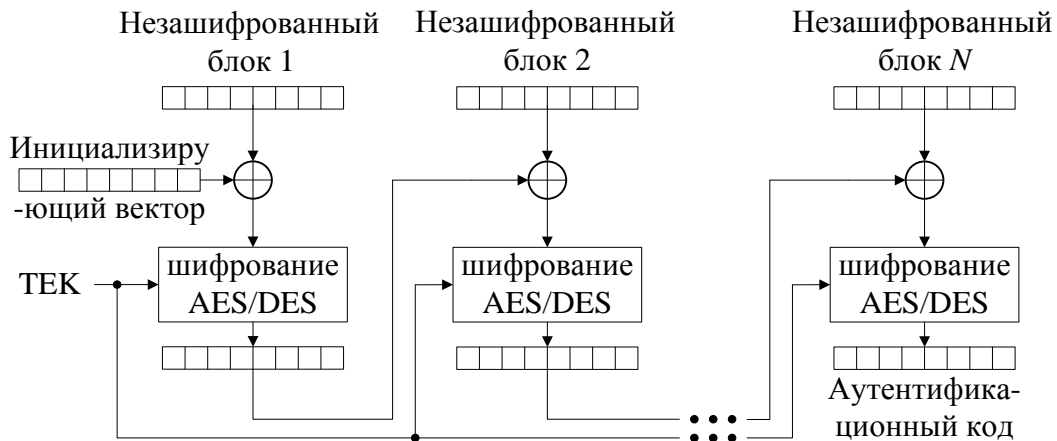 Незашифрованный
блок 1
Незашифрованный
блок 2
Незашифрованный
блок N
Инициализиру
-ющий вектор
TEK
шифрование
AES/DES
шифрование
AES/DES
шифрование
AES/DES
Аутентифика-
ционный код